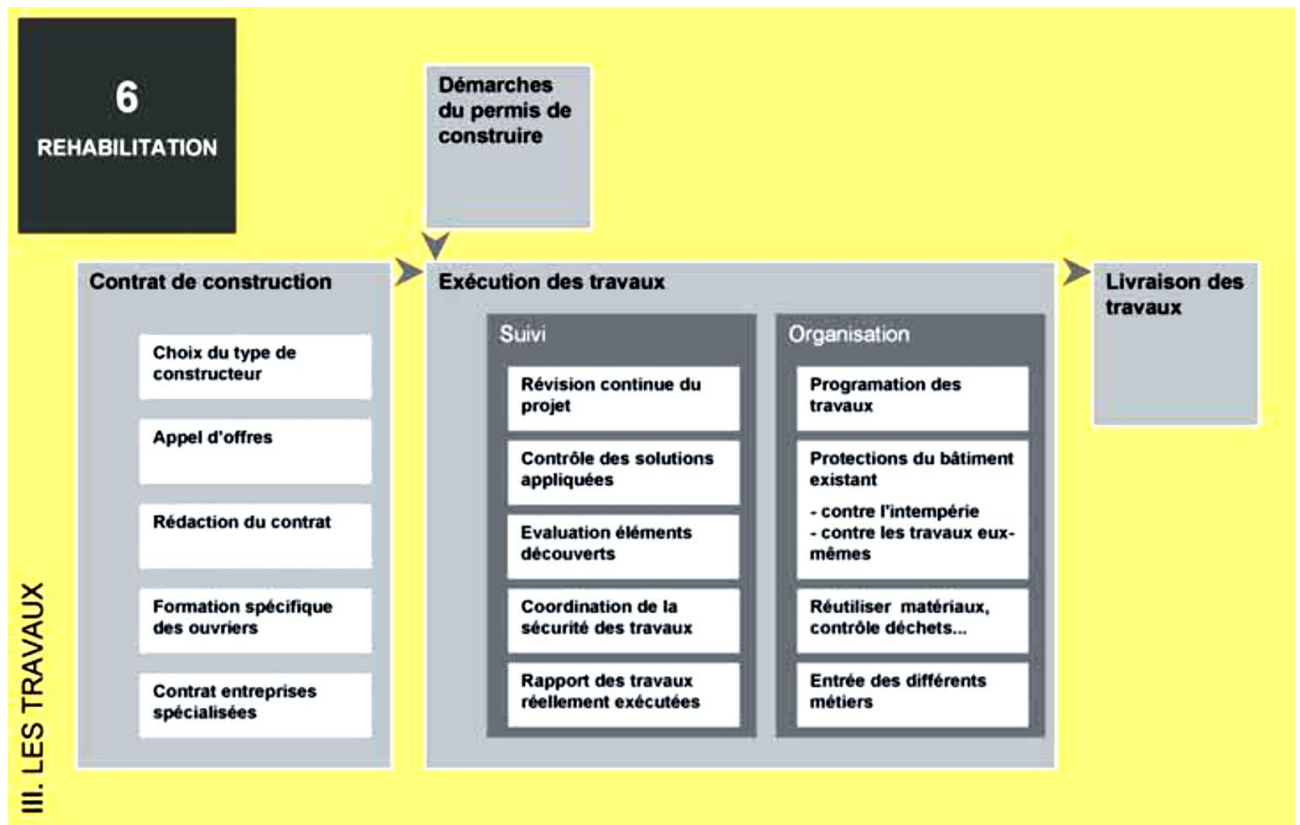 6
REHABILITATION
Démarches
du permis de
construire
Contrat de construction
Choix du type de
constructeur
Appel d'offres
Rédaction du contrat
Formation spécifique
des ouvriers
Contrat entreprises
spécialisées
Exécution des travaux
Suivi
Révision continue du
projet
Contrôle des solutions
appliquées
Evaluation éléments
découverts
Coordination de la
sécurité des travaux
Rapport des travaux
réellement exécutées
Organisation
Programation des
travaux
Protections du bâtiment
existant
- contre l'intempérie
- contre les travaux eux-
mêmes
Réutiliser matériaux,
contrôle déchets...
Entrée des différents
métiers
Livraison des
travaux
III. LES TRAVAUX